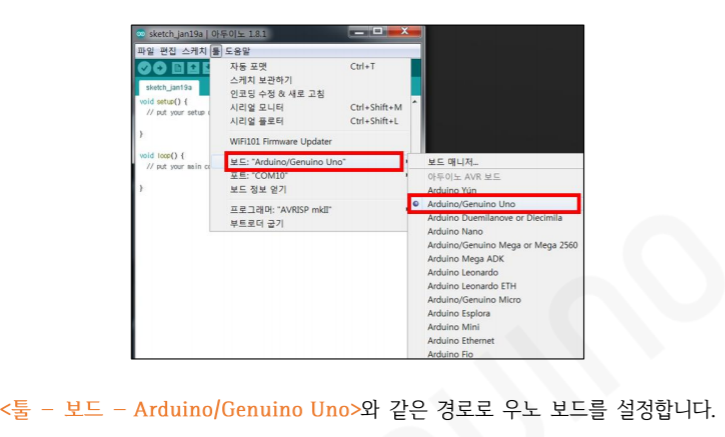 sketch_jan19a | 아두이노 1.8.1
파일 편집 스케치 툴 도움말
자동 포맷 Ctrl+T
스케치 보관하기
인코딩 수정 & 새로 고침
시리얼 모니터 Ctrl+Shift+M
시리얼 플로터 Ctrl+Shift+L
WiFi101 Firmware Updater
보드: "Arduino/Genuino Uno"
포트: "COM10"
보드 정보 얻기
프로그래머: "AVRISP mkII"
부트로더 굽기
sketch_jan19a
void setup() {
// put your setup
}
void loop() {
// put your main
}
보드 매니저...
아두이노 AVR 보드
Arduino Yún
Arduino/Genuino Uno
Arduino Duemilanove or Diecimila
Arduino Nano
Arduino/Genuino Mega or Mega 2560
Arduino Mega ADK
Arduino Leonardo
Arduino Leonardo ETH
Arduino/Genuino Micro
Arduino Esplora
Arduino Mini
Arduino Ethernet
Arduino Fio
<툴 – 보드 – Arduino/Genuino Uno>와 같은 경로로 우노 보드를 설정합니다.